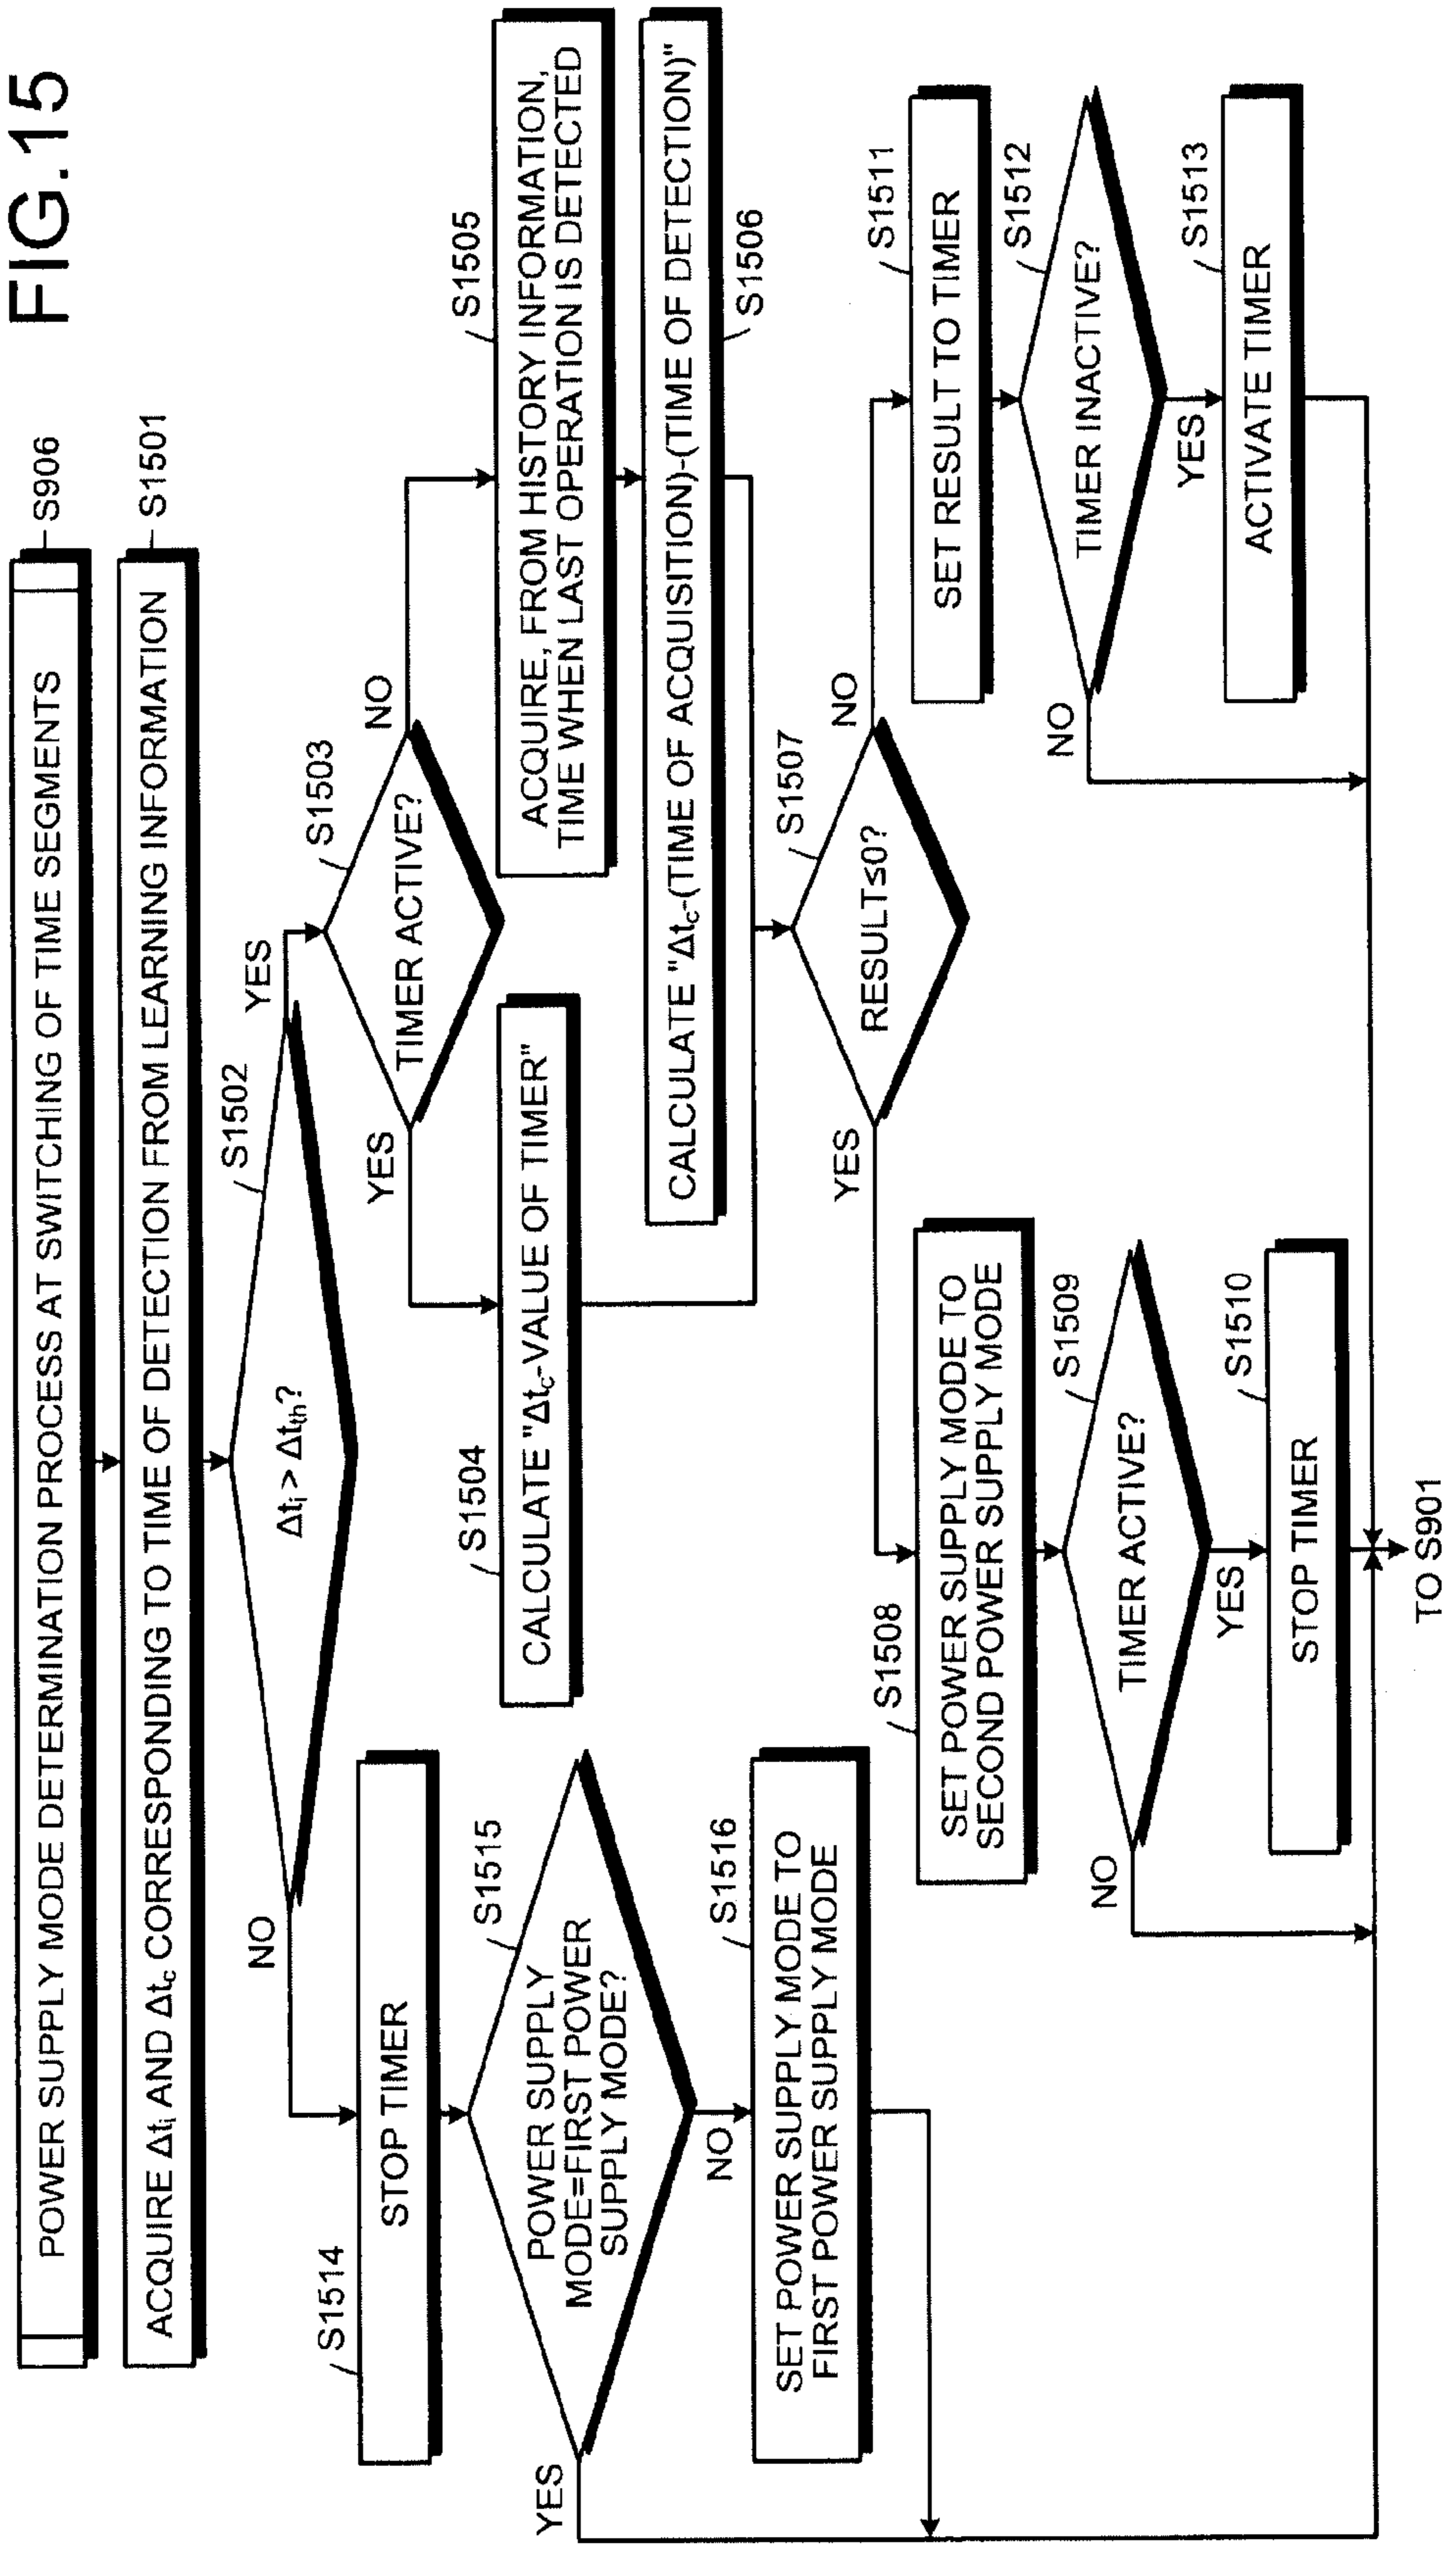 FIG.15
POWER SUPPLY MODE DETERMINATION PROCESS AT SWITCHING OF TIME SEGMENTS
S906
ACQUIRE Δti AND Δtc CORRESPONDING TO TIME OF DETECTION FROM LEARNING INFORMATION
S1501
S1502
Δti > Δtth?
NO
YES
S1503
TIMER ACTIVE?
YES
NO
S1504
CALCULATE "Δtc-VALUE OF TIMER"
S1505
ACQUIRE, FROM HISTORY INFORMATION,
TIME WHEN LAST OPERATION IS DETECTED
CALCULATE "Δtc-(TIME OF ACQUISITION)-(TIME OF DETECTION)"
S1506
S1507
RESULT≤0?
YES
NO
S1508
SET POWER SUPPLY MODE TO
SECOND POWER SUPPLY MODE
S1509
TIMER ACTIVE?
NO
YES
S1510
STOP TIMER
S1511
SET RESULT TO TIMER
S1512
TIMER INACTIVE?
NO
YES
S1513
ACTIVATE TIMER
S1514
STOP TIMER
S1515
POWER SUPPLY
MODE=FIRST POWER
SUPPLY MODE?
YES
NO
S1516
SET POWER SUPPLY MODE TO
FIRST POWER SUPPLY MODE
TO S901